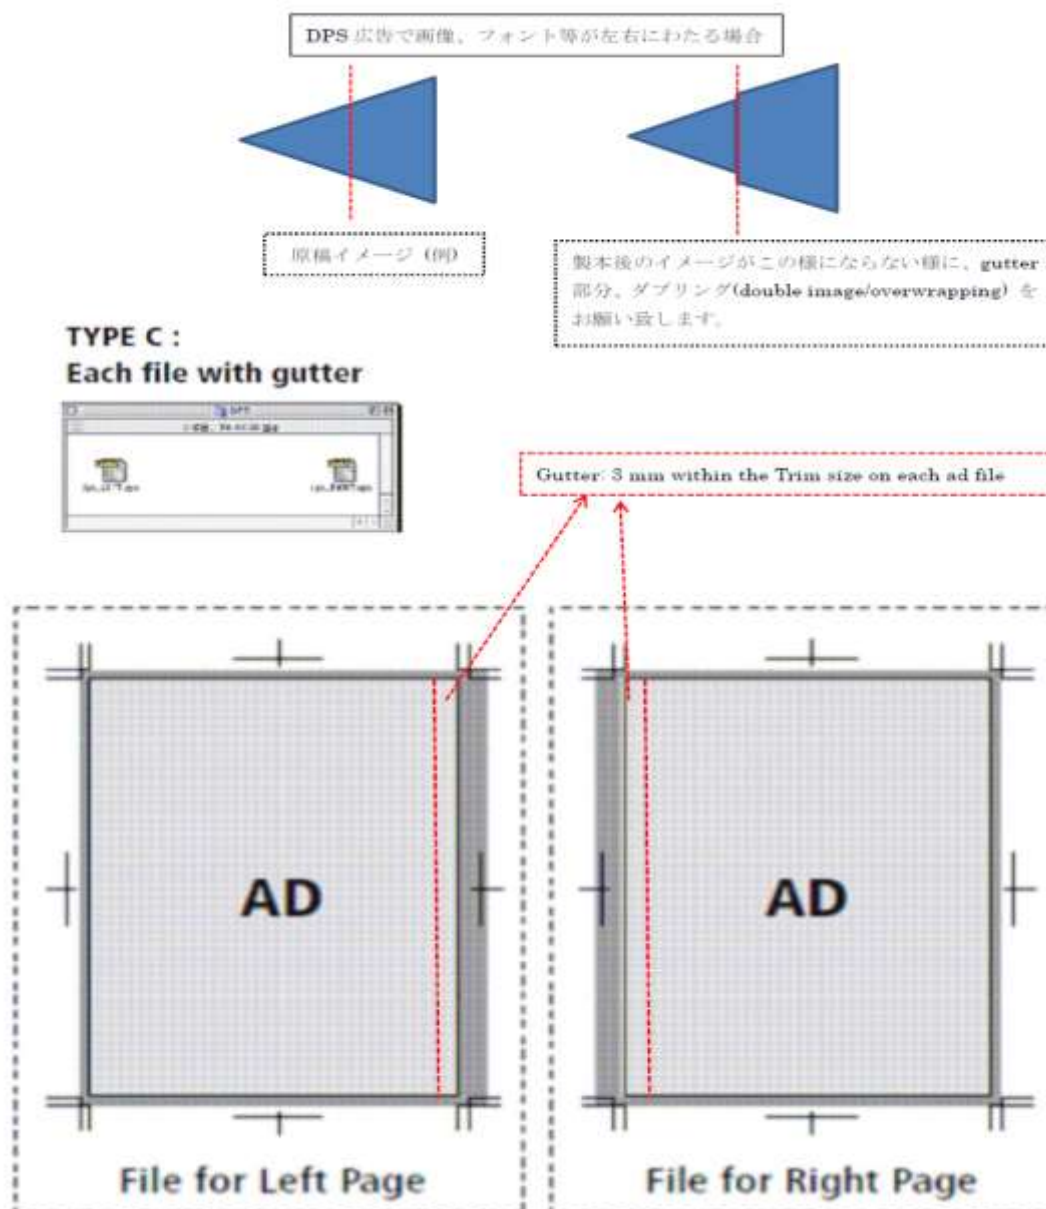 DPS 広告で画像、フォント等が左右にわたる場合
原稿イメージ (例)
製本後のイメージがこの様にならない様に、gutter
部分、ダブリング(double image/overwrapping) を
お願い致します。
TYPE C :
Each file with gutter
Gutter: 3 mm within the Trim size on each ad file
AD
AD
File for Left Page
File for Right Page